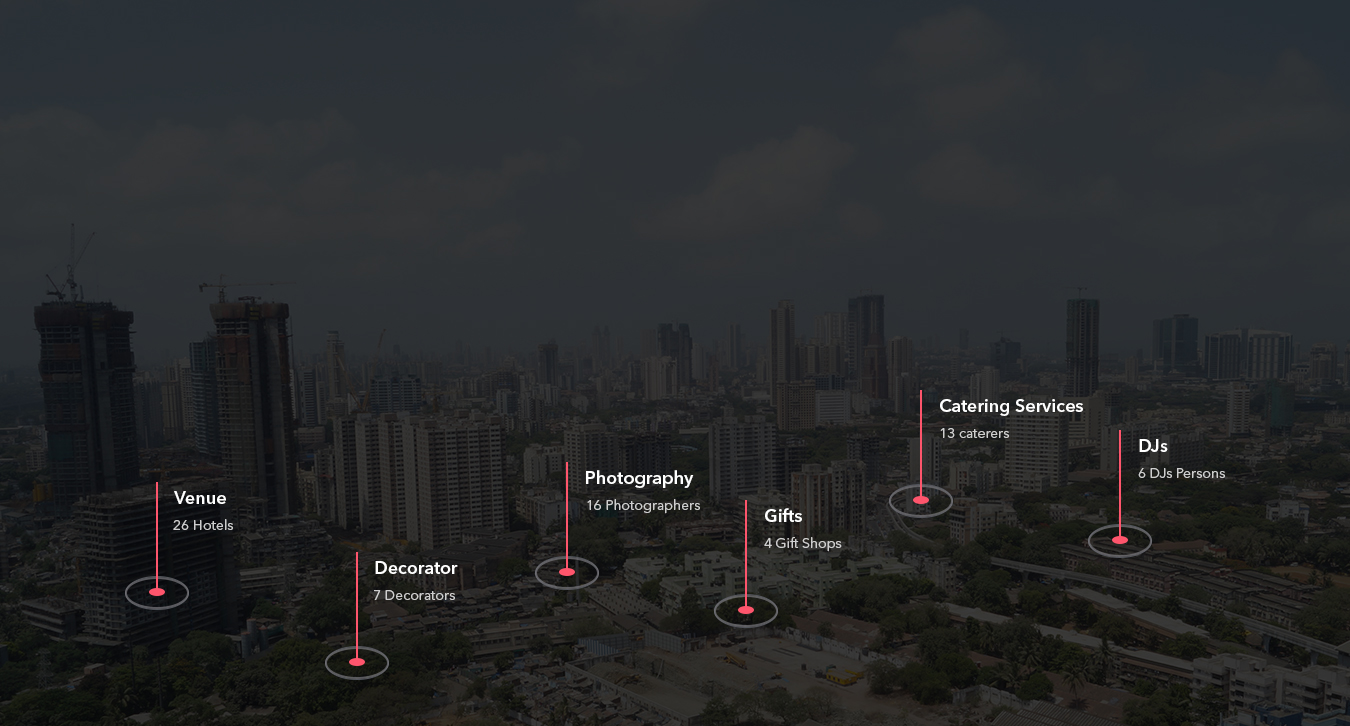 Venue
26 Hotels
Decorator
7 Decorators
Photography
16 Photographers
Gifts
4 Gift Shops
Catering Services
13 caterers
DJs
6 DJs Persons